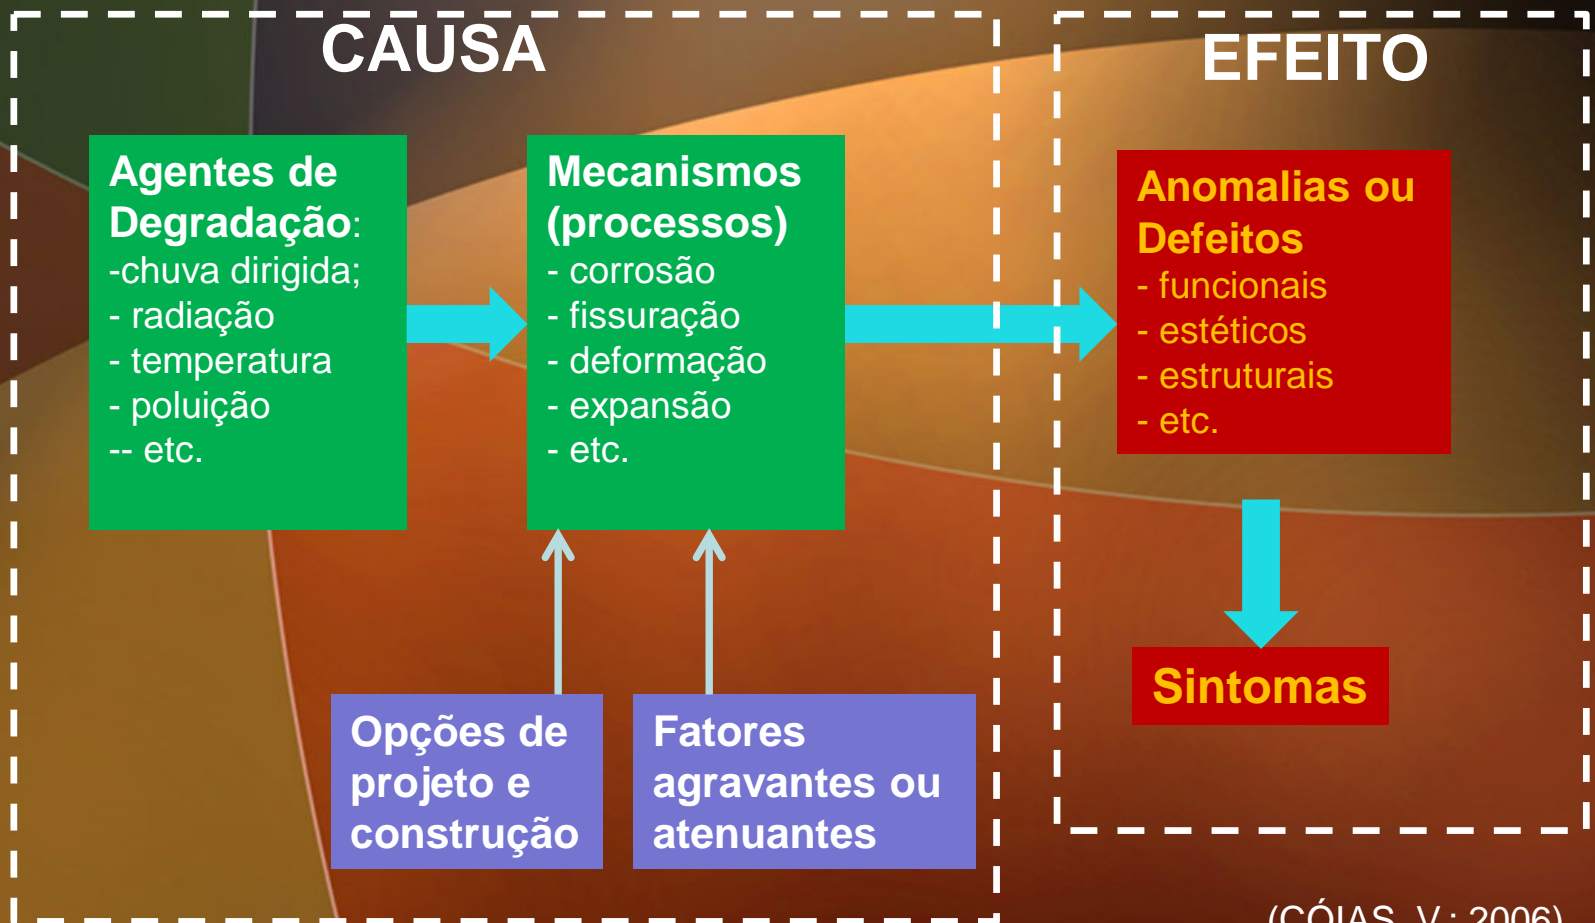 CAUSA
Agentes de
Degradação:
-chuva dirigida;
- radiação
- temperatura
- poluição
-- etc.
Mecanismos
(processos)
- corrosão
- fissuração
- deformação
- expansão
- etc.
Opções de
projeto e
construção
Fatores
agravantes ou
atenuantes
EFEITO
Anomalias ou
Defeitos
- funcionais
- estéticos
- estruturais
- etc.
Sintomas
(CÓIAS, V.; 2006)